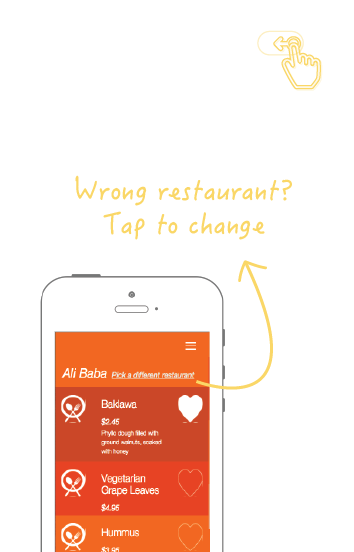 Wrong restaurant?
Tap to change
Ali Baba Pick a different restaurant
Baklawa
$2.45
Phyllo dough filled with
ground walnuts, soaked
with honey
Vegetarian
Grape Leaves
$4.95
Hummus
$3.95